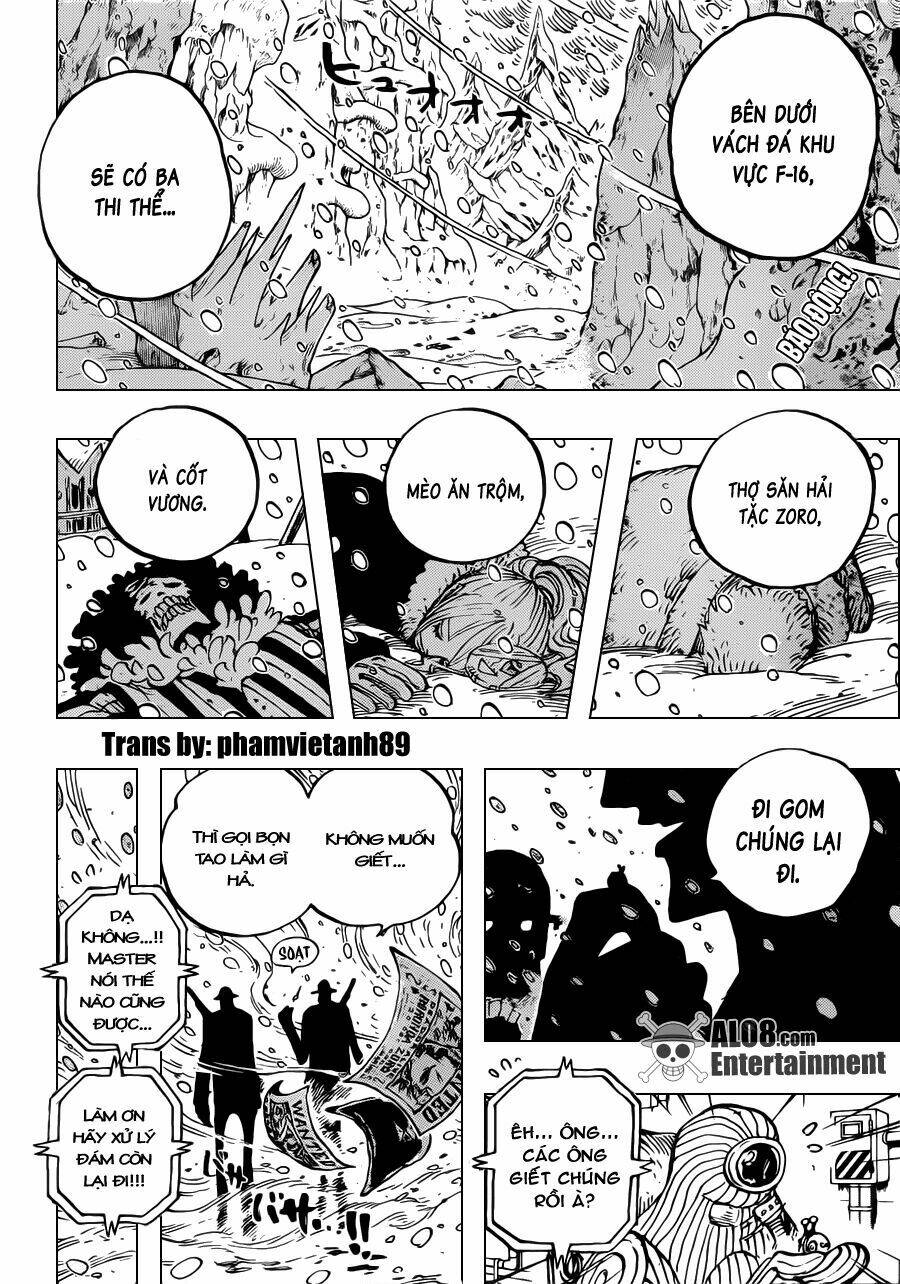 ヒュオオオ
BÊN DƯỚI
VÁCH ĐÁ KHU
VỰC F-16,
SẼ CÓ BA
THI THỂ...
BÁO ĐỘNG!
THỢ SĂN HẢI
TẶC ZORO,
MÈO ĂN TRỘM,
VÀ CỐT
VƯƠNG.
Trans by: phamvietanh89
ĐI GOM
CHÚNG LẠI
ĐI.
ALO8.com
Entertainment
ÊH... ÔNG...
CÁC ÔNG
GIẾT CHÚNG
RỒI À?
KHÔNG MUỐN
GIẾT...
THÌ GỌI BỌN
TAO LÀM GÌ
HẢ.
SOẠT
WANTED
DẠ
KHÔNG...!!
MASTER
NÓI THẾ
NÀO CŨNG
ĐƯỢC...
LÀM ƠN
HÃY XỬ LÝ
ĐÁM CÒN
LẠI ĐI!!!